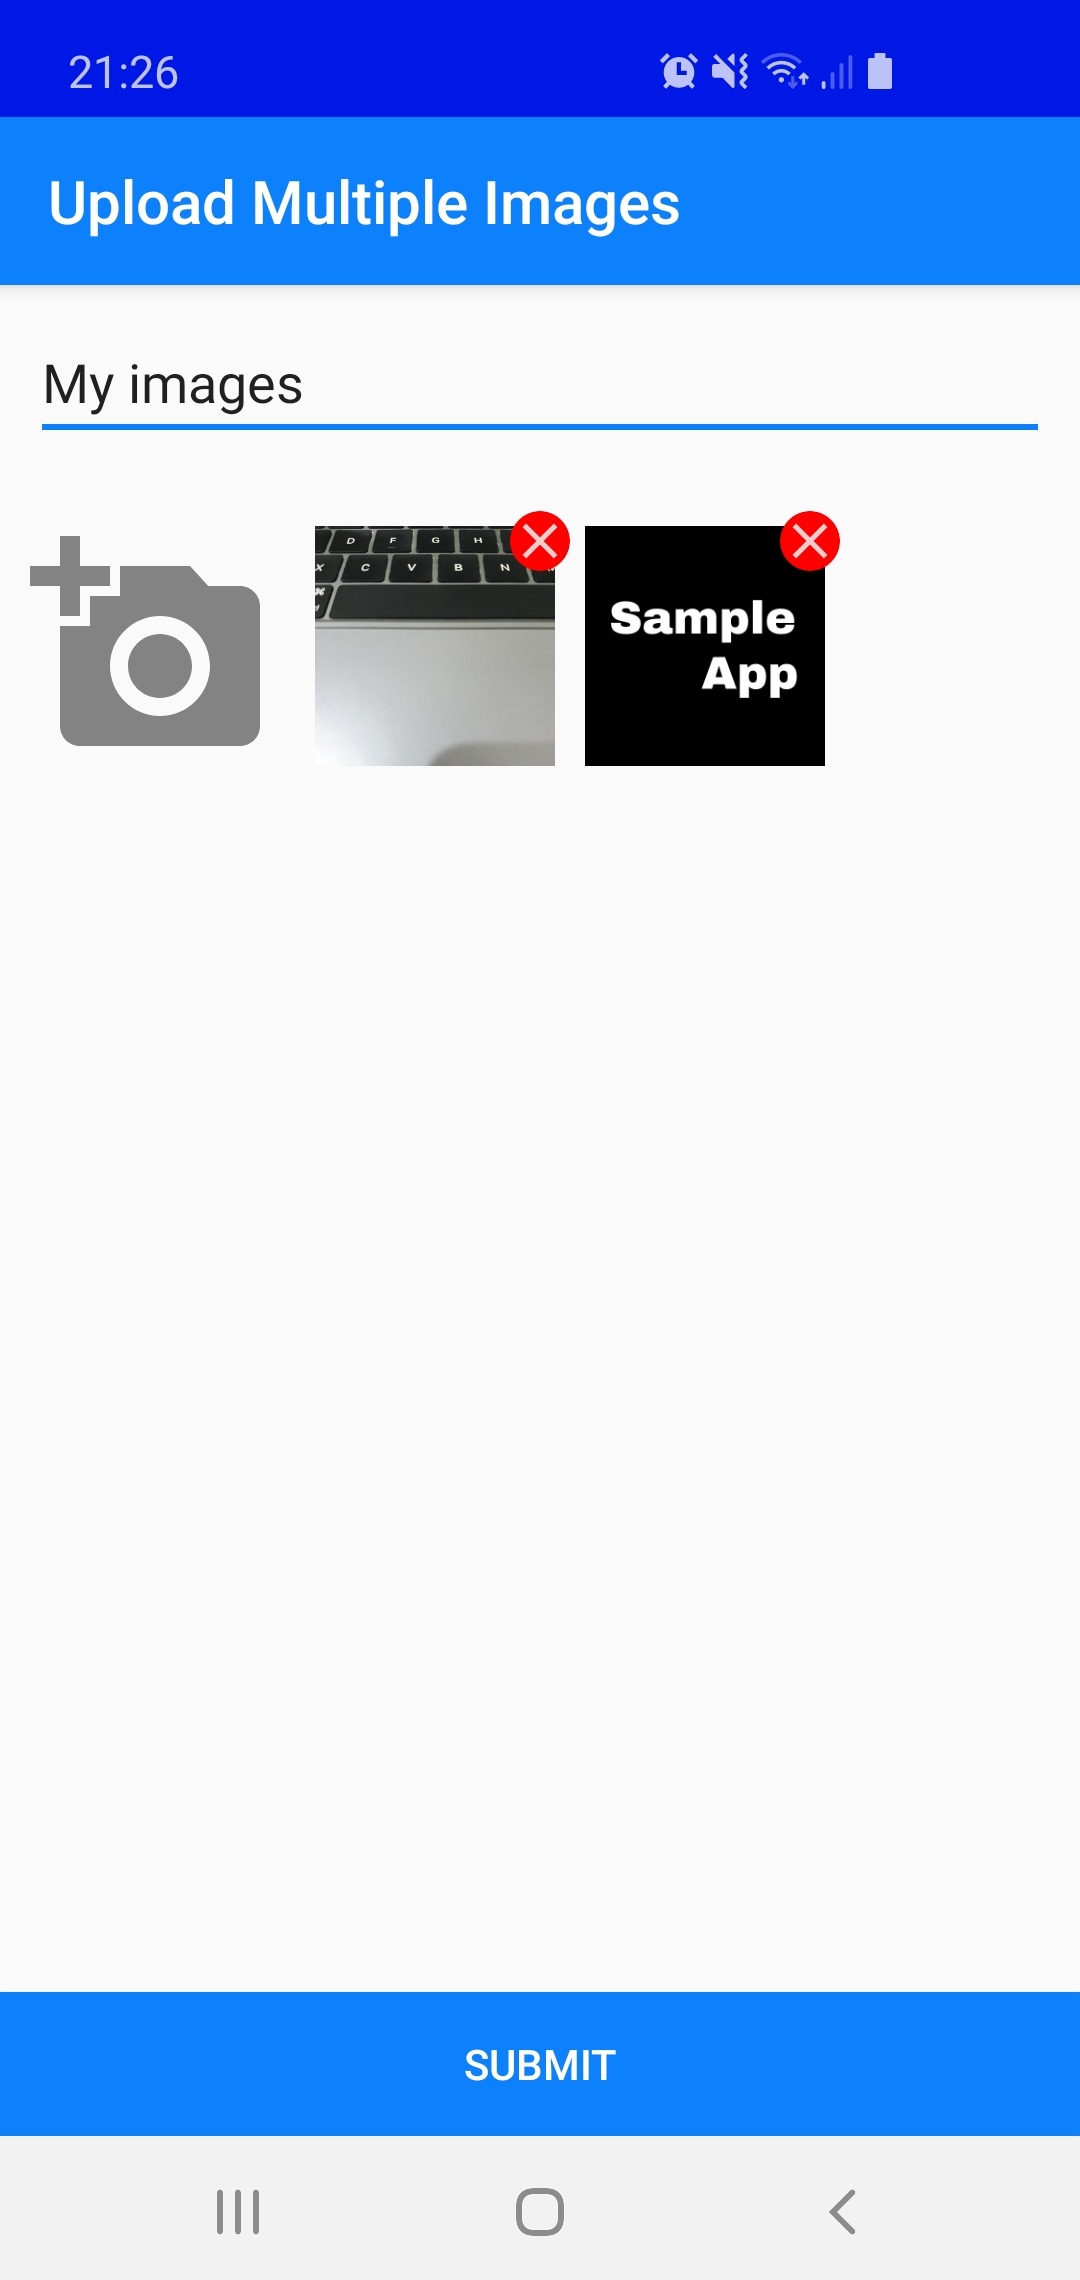 21:26
Upload Multiple Images
My images
D F G H
X C V B N
⌘
Sample
App
SUBMIT